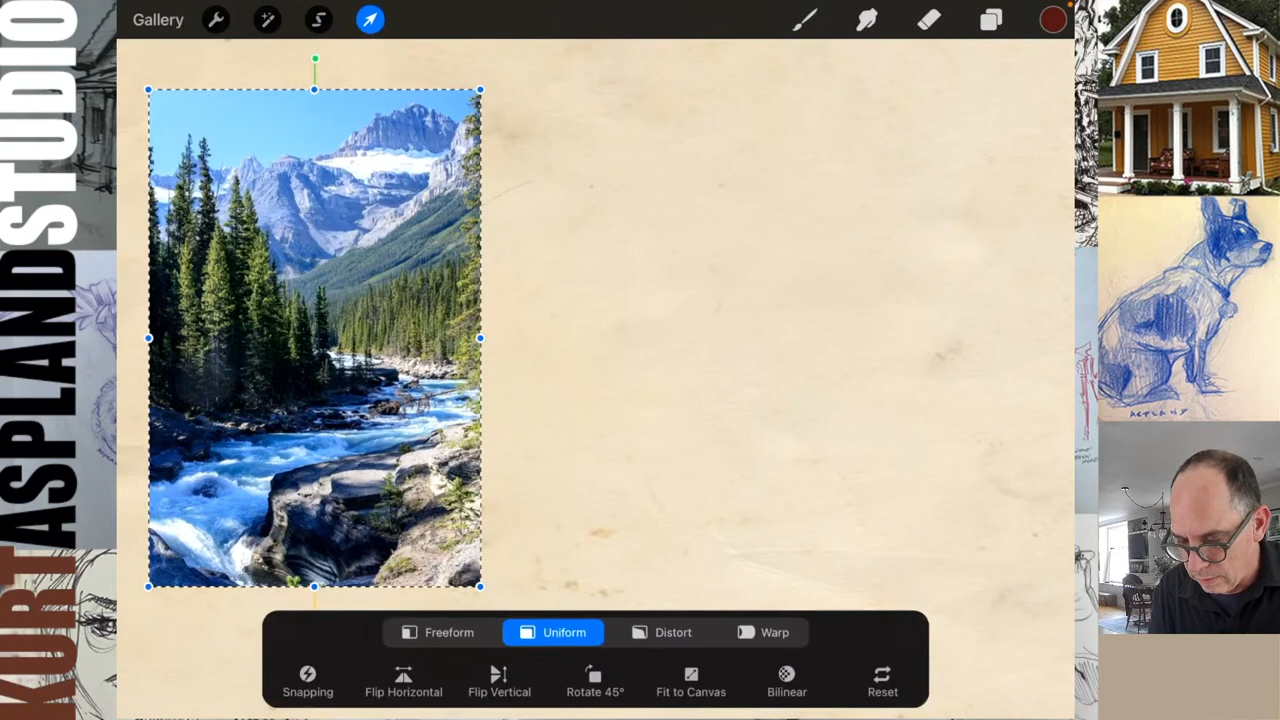 Gallery
KURT ASPLAND STUDIO
ASPLAND
Freeform Uniform Distort Warp
Snapping Flip Horizontal Flip Vertical Rotate 45° Fit to Canvas Bilinear Reset